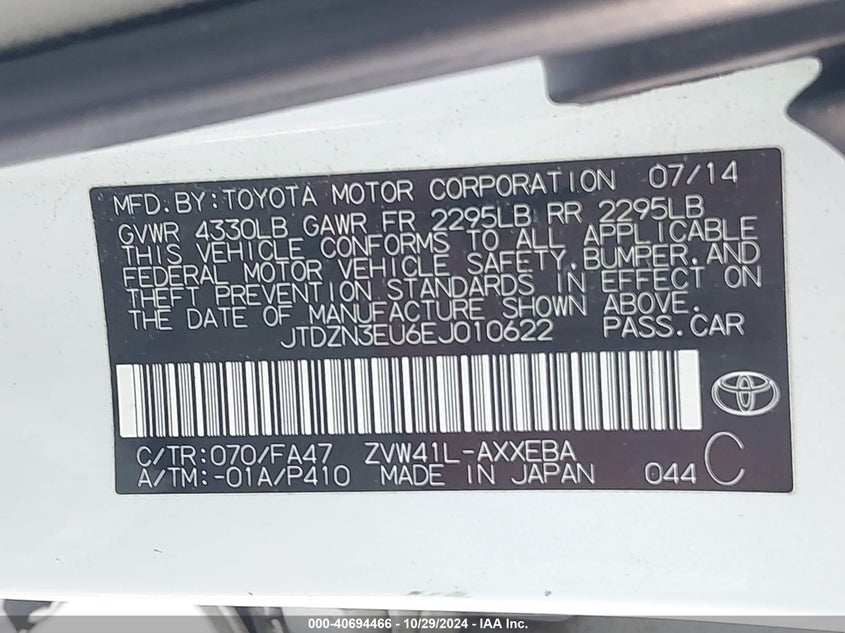 MFD. BY: TOYOTA MOTOR CORPORATION 07/14
GVWR 4330LB GAWR FR 2295LB RR 2295LB
THIS VEHICLE CONFORMS TO ALL APPLICABLE
FEDERAL MOTOR VEHICLE SAFETY, BUMPER, AND
THEFT PREVENTION STANDARDS IN EFFECT ON
THE DATE OF MANUFACTURE SHOWN ABOVE.
JTDZN3EU6EJ010622 PASS. CAR
C/TR: 070/FA47 ZVW41L-AXXEBA
A/TM: -01A/P410 MADE IN JAPAN 044 C
000-40694466 - 10/29/2024 - IAA Inc.